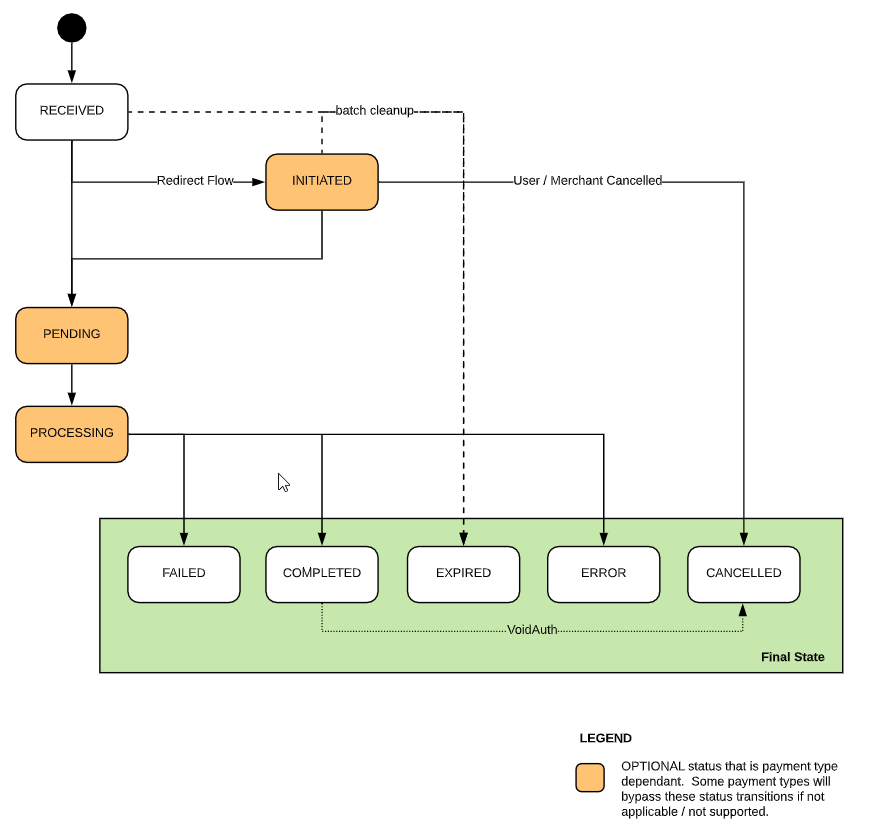 RECEIVED
batch cleanup
Redirect Flow
INITIATED
User / Merchant Cancelled
PENDING
PROCESSING
FAILED
COMPLETED
EXPIRED
ERROR
CANCELLED
VoidAuth
Final State
LEGEND
OPTIONAL status that is payment type
dependant.  Some payment types will
bypass these status transitions if not
applicable / not supported.